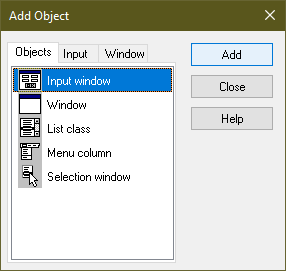 Add Object
Objects Input Window
Add
Input window
Close
Window
List class
Help
Menu column
Selection window